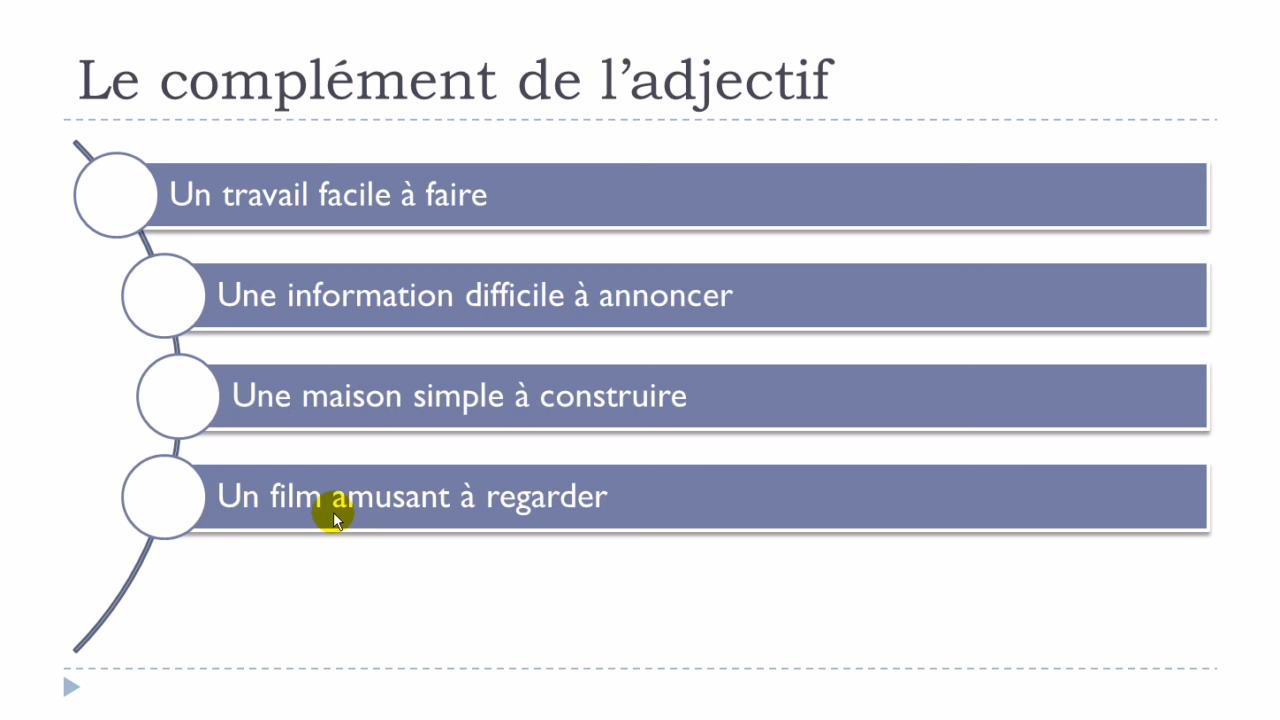 Le complément de l’adjectif
Un travail facile à faire
Une information difficile à annoncer
Une maison simple à construire
Un film amusant à regarder